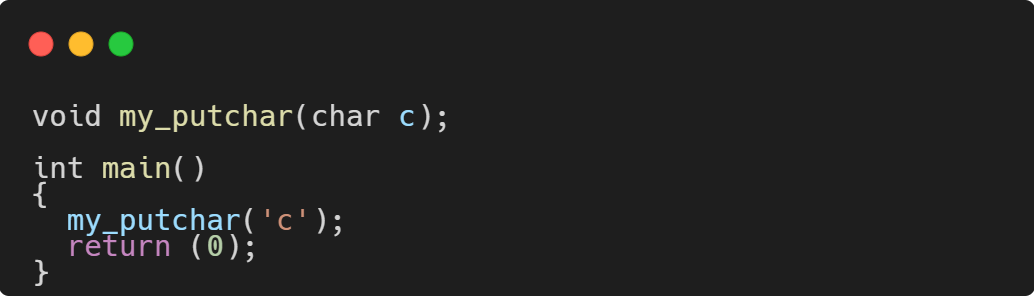 void my_putchar(char c);

int main()
{
  my_putchar('c');
  return (0);
}